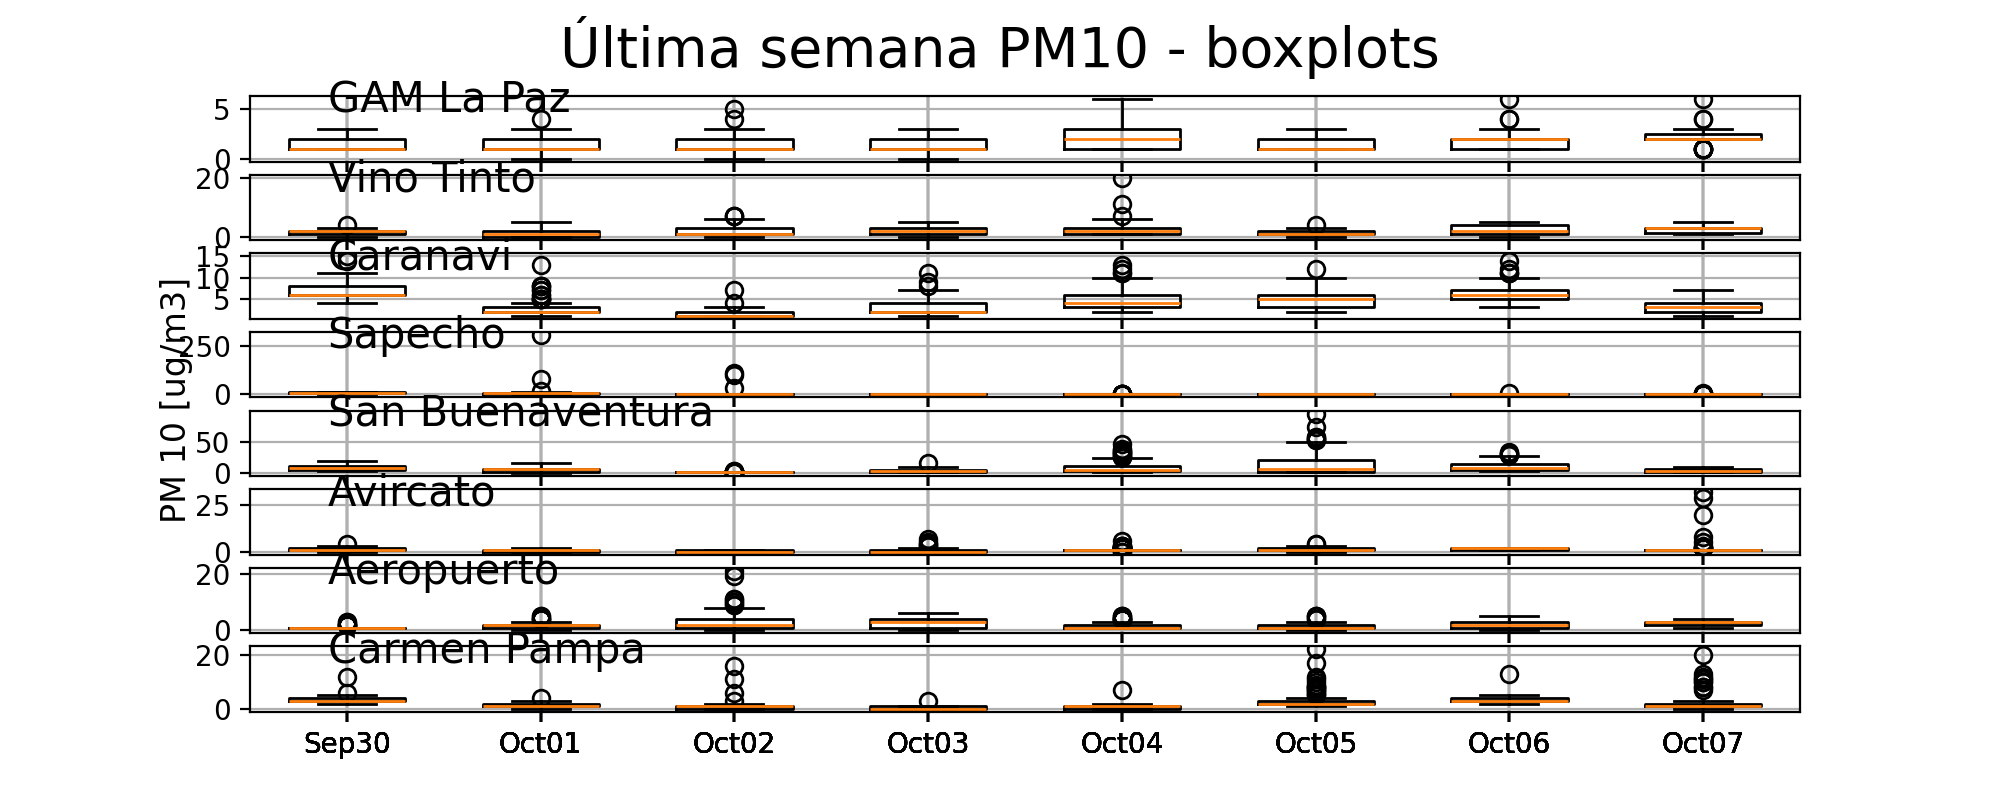 Última semana PM10 - boxplots
GAM La Paz
5
0
Vino Tinto
20
0
Caranavi
15
10
5
Sapecho
250
0
San Buenaventura
50
0
Avircato
25
0
Aeropuerto
20
0
Carmen Pampa
20
0
PM 10 [ug/m3]
Sep30 Oct01 Oct02 Oct03 Oct04 Oct05 Oct06 Oct07